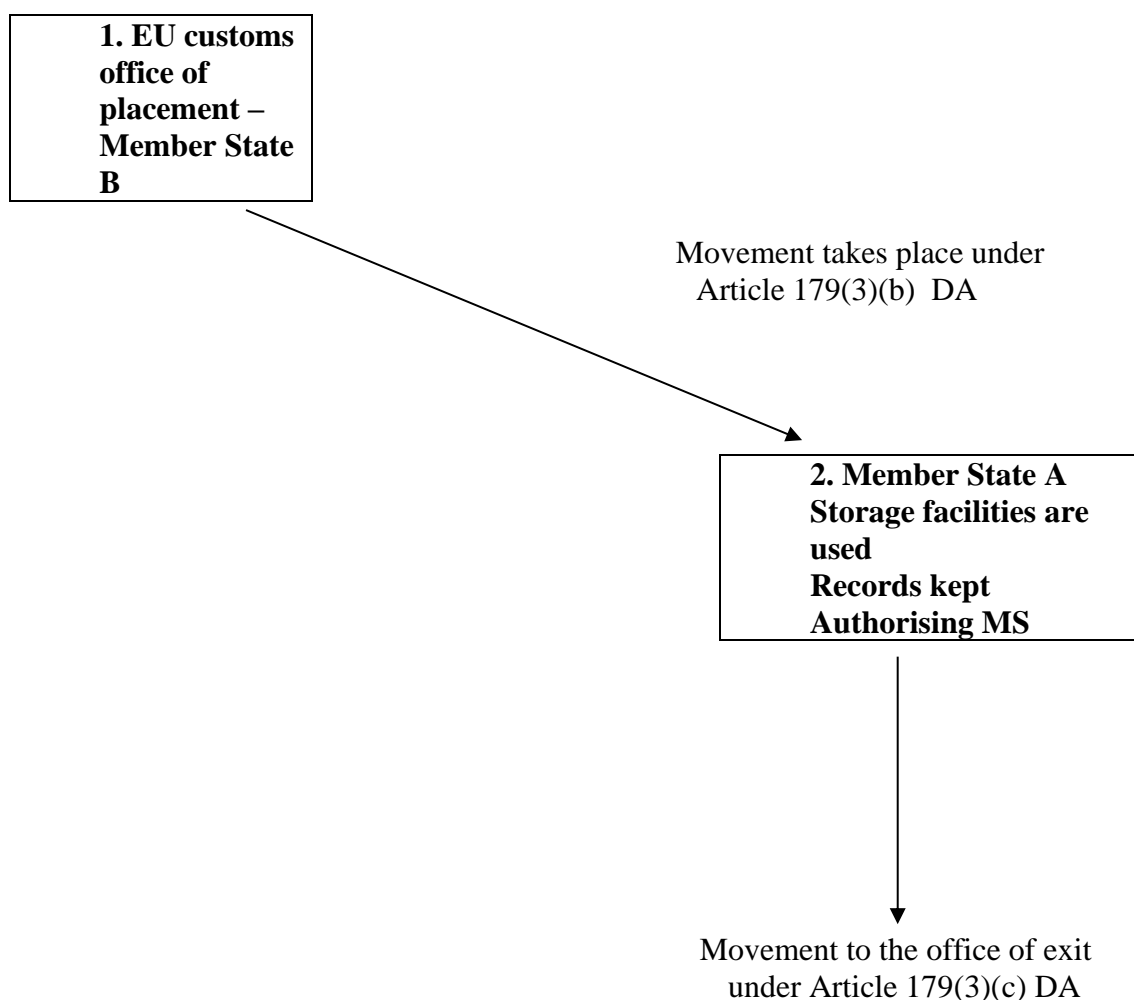 1. EU customs
office of
placement –
Member State
B
Movement takes place under
Article 179(3)(b) DA
2. Member State A
Storage facilities are
used
Records kept
Authorising MS
Movement to the office of exit
under Article 179(3)(c) DA